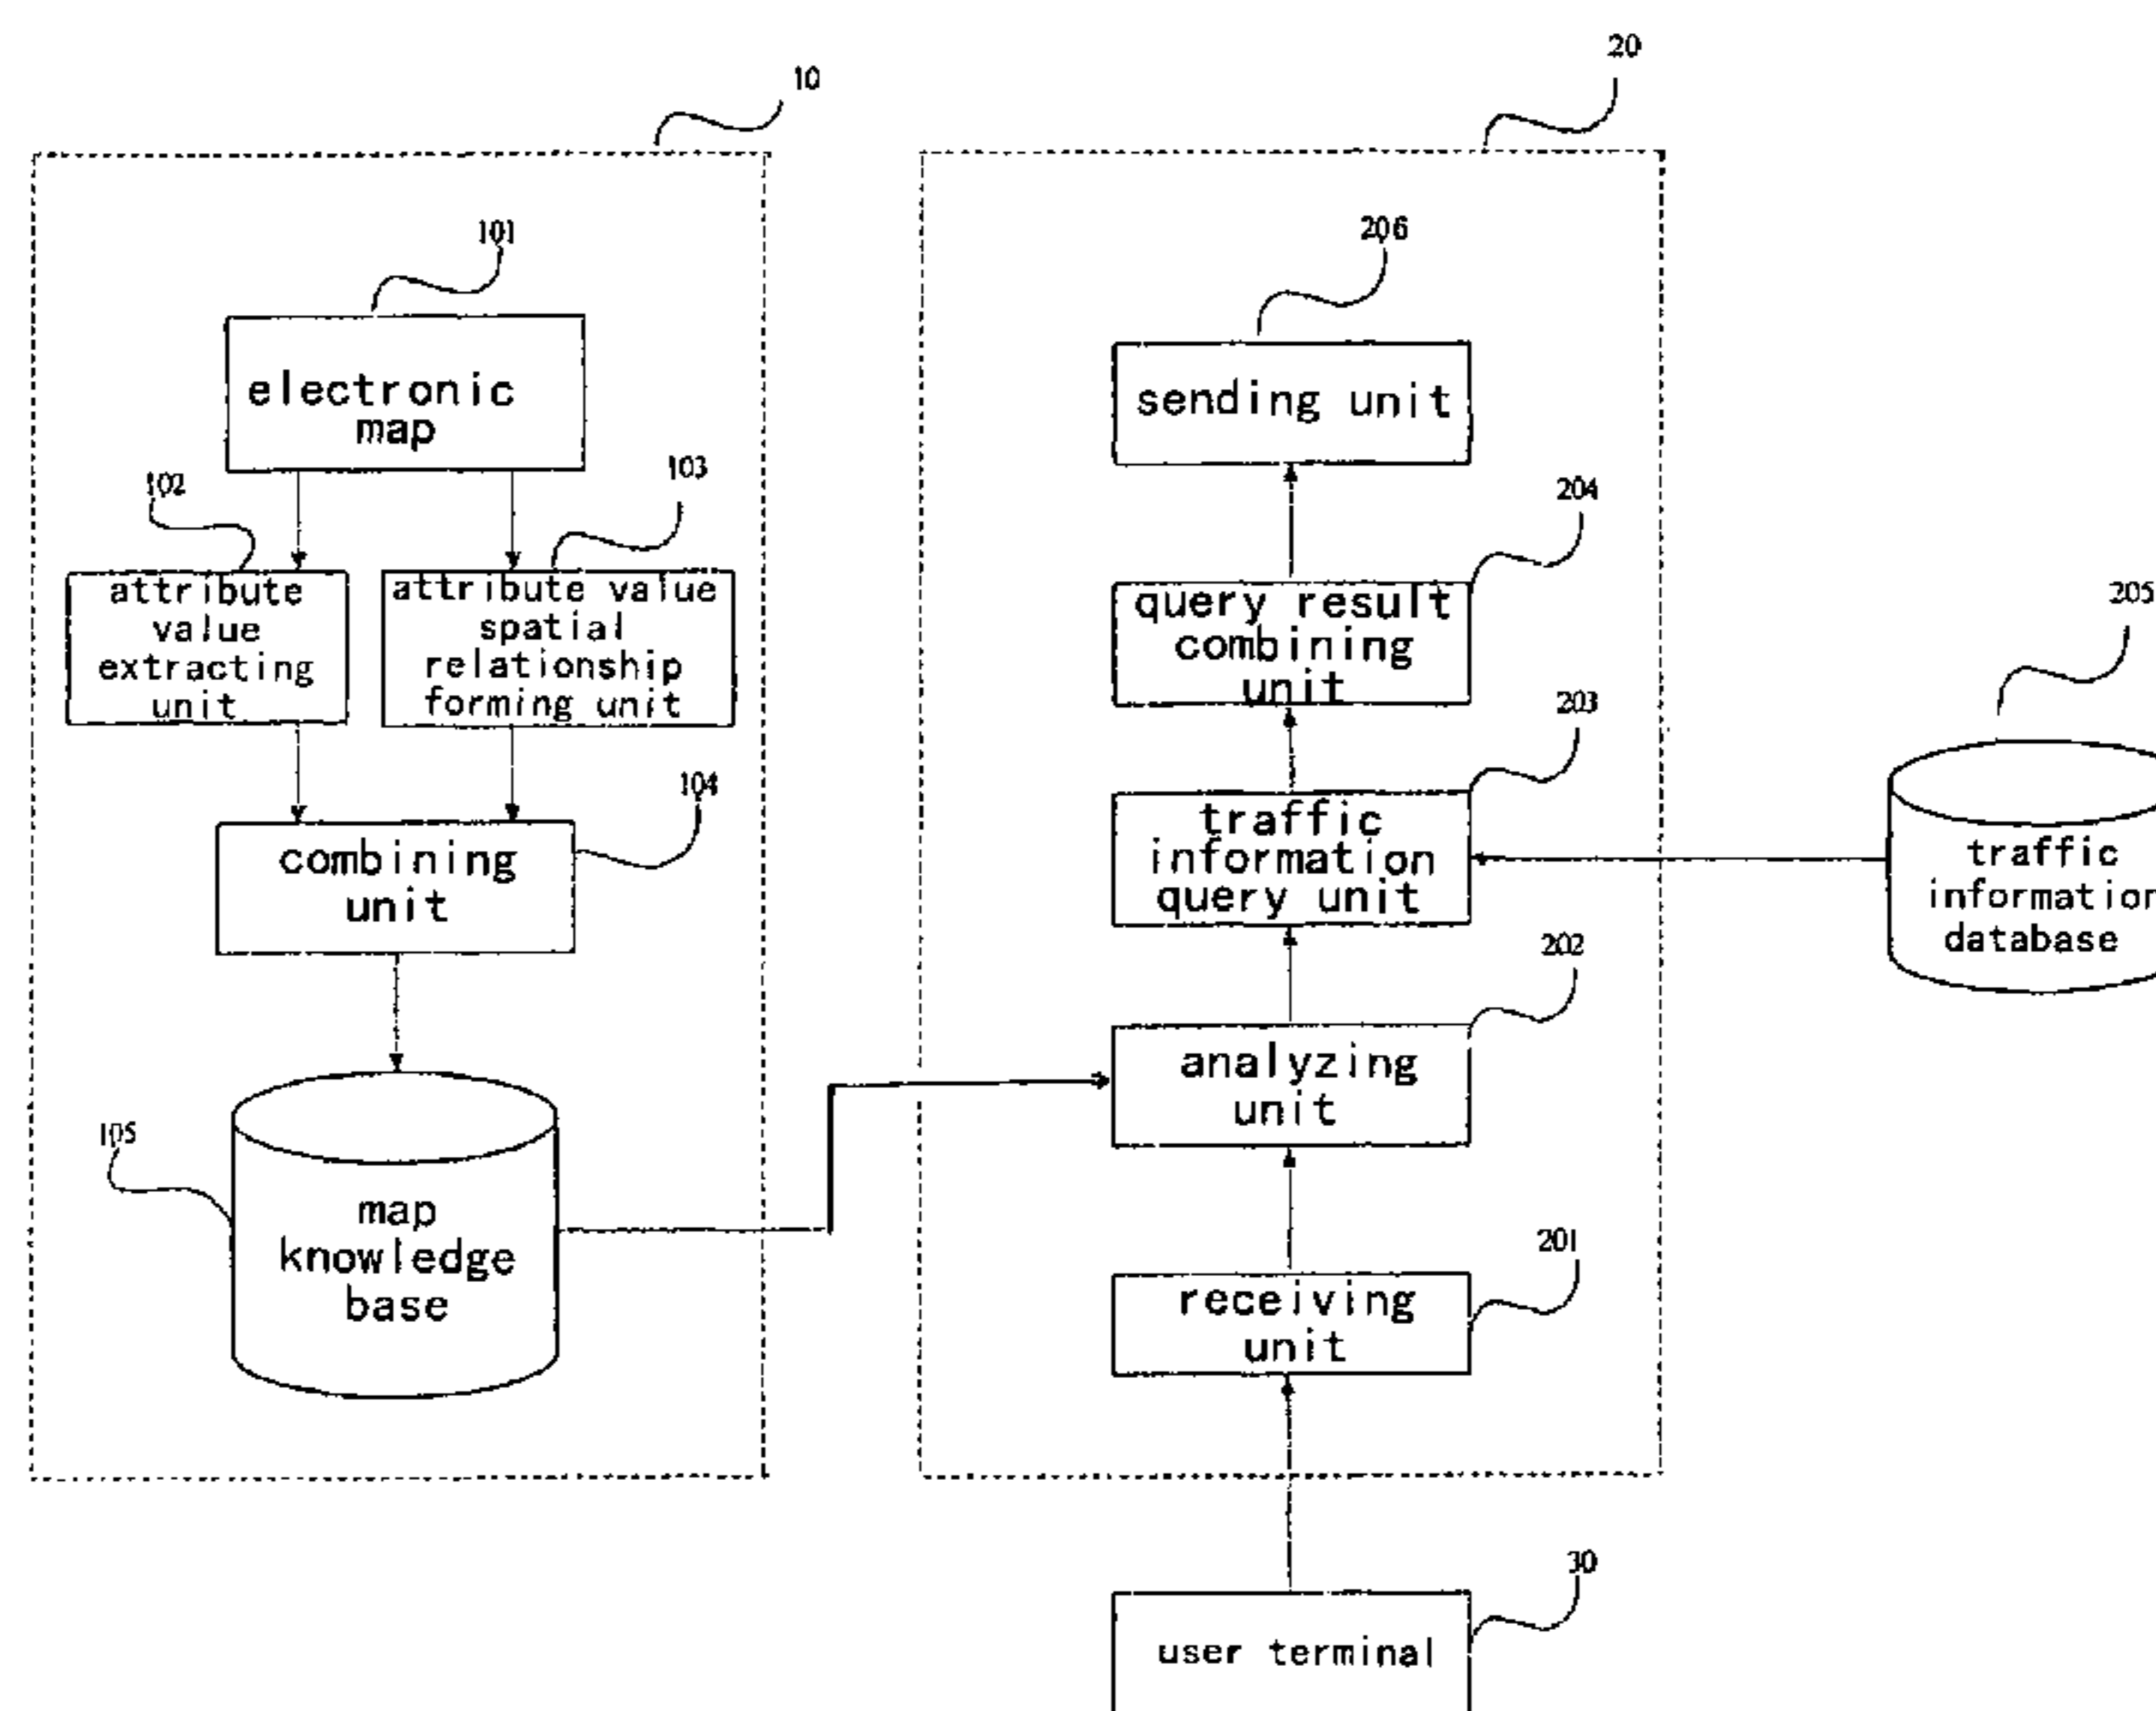 10
20
101
electronic
map
102
103
attribute
value
extracting
unit
attribute value
spatial
relationship
forming unit
104
combining
unit
105
map
knowledge
base
206
sending unit
204
query result
combining
unit
203
traffic
information
query unit
205
traffic
information
database
202
analyzing
unit
201
receiving
unit
30
user terminal